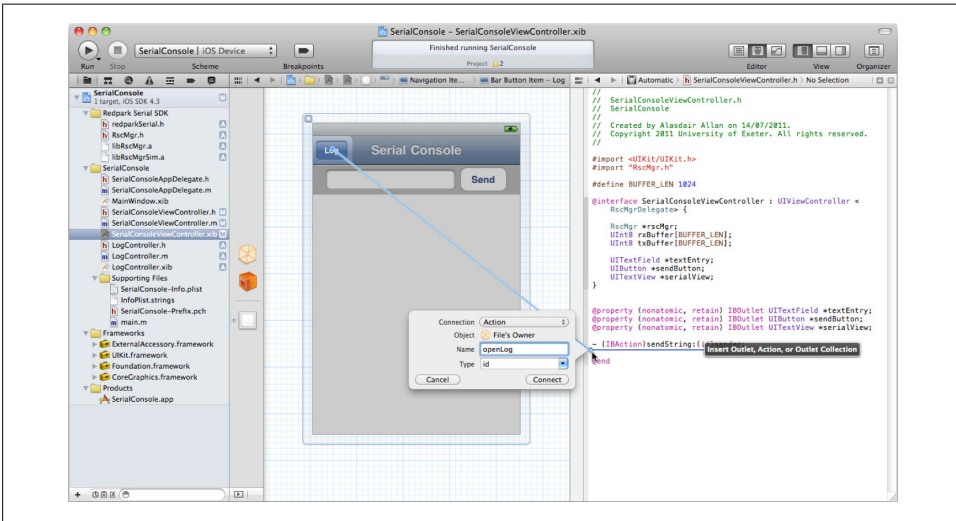 SerialConsole – SerialConsoleViewController.xib
SerialConsole | iOS Device
Finished running SerialConsole
Project 2
Run Stop Scheme Breakpoints Editor View Organizer
Navigation Ite... Bar Button Item – Log
Automatic SerialConsoleViewController.h No Selection
SerialConsole
1 target, iOS SDK 4.3
M
Redpark Serial SDK
h redparkSerial.h A
h RscMgr.h A
libRscMgr.a A
libRscMgrSim.a A
SerialConsole
h SerialConsoleAppDelegate.h
m SerialConsoleAppDelegate.m
MainWindow.xib
h SerialConsoleViewController.h M
m SerialConsoleViewController.m M
SerialConsoleViewController.xib M
h LogController.h A
m LogController.m A
LogController.xib A
Supporting Files
SerialConsole-Info.plist
InfoPlist.strings
h SerialConsole-Prefix.pch
m main.m
Frameworks
ExternalAccessory.framework
UIKit.framework
Foundation.framework
CoreGraphics.framework
Products
SerialConsole.app
Log
Serial Console
Send
Connection Action
Object File's Owner
Name openLog
Type id
Cancel Connect
//
// SerialConsoleViewController.h
// SerialConsole
//
// Created by Alasdair Allan on 14/07/2011.
// Copyright 2011 University of Exeter. All rights reserved.
//
#import <UIKit/UIKit.h>
#import "RscMgr.h"
#define BUFFER_LEN 1024
@interface SerialConsoleViewController : UIViewController <
RscMgrDelegate> {
RscMgr *rscMgr;
UInt8 rxBuffer[BUFFER_LEN];
UInt8 txBuffer[BUFFER_LEN];
UITextField *textEntry;
UIButton *sendButton;
UITextView *serialView;
}
@property (nonatomic, retain) IBOutlet UITextField *textEntry;
@property (nonatomic, retain) IBOutlet UIButton *sendButton;
@property (nonatomic, retain) IBOutlet UITextView *serialView;
- (IBAction)sendString:(
Insert Outlet, Action, or Outlet Collection
@end